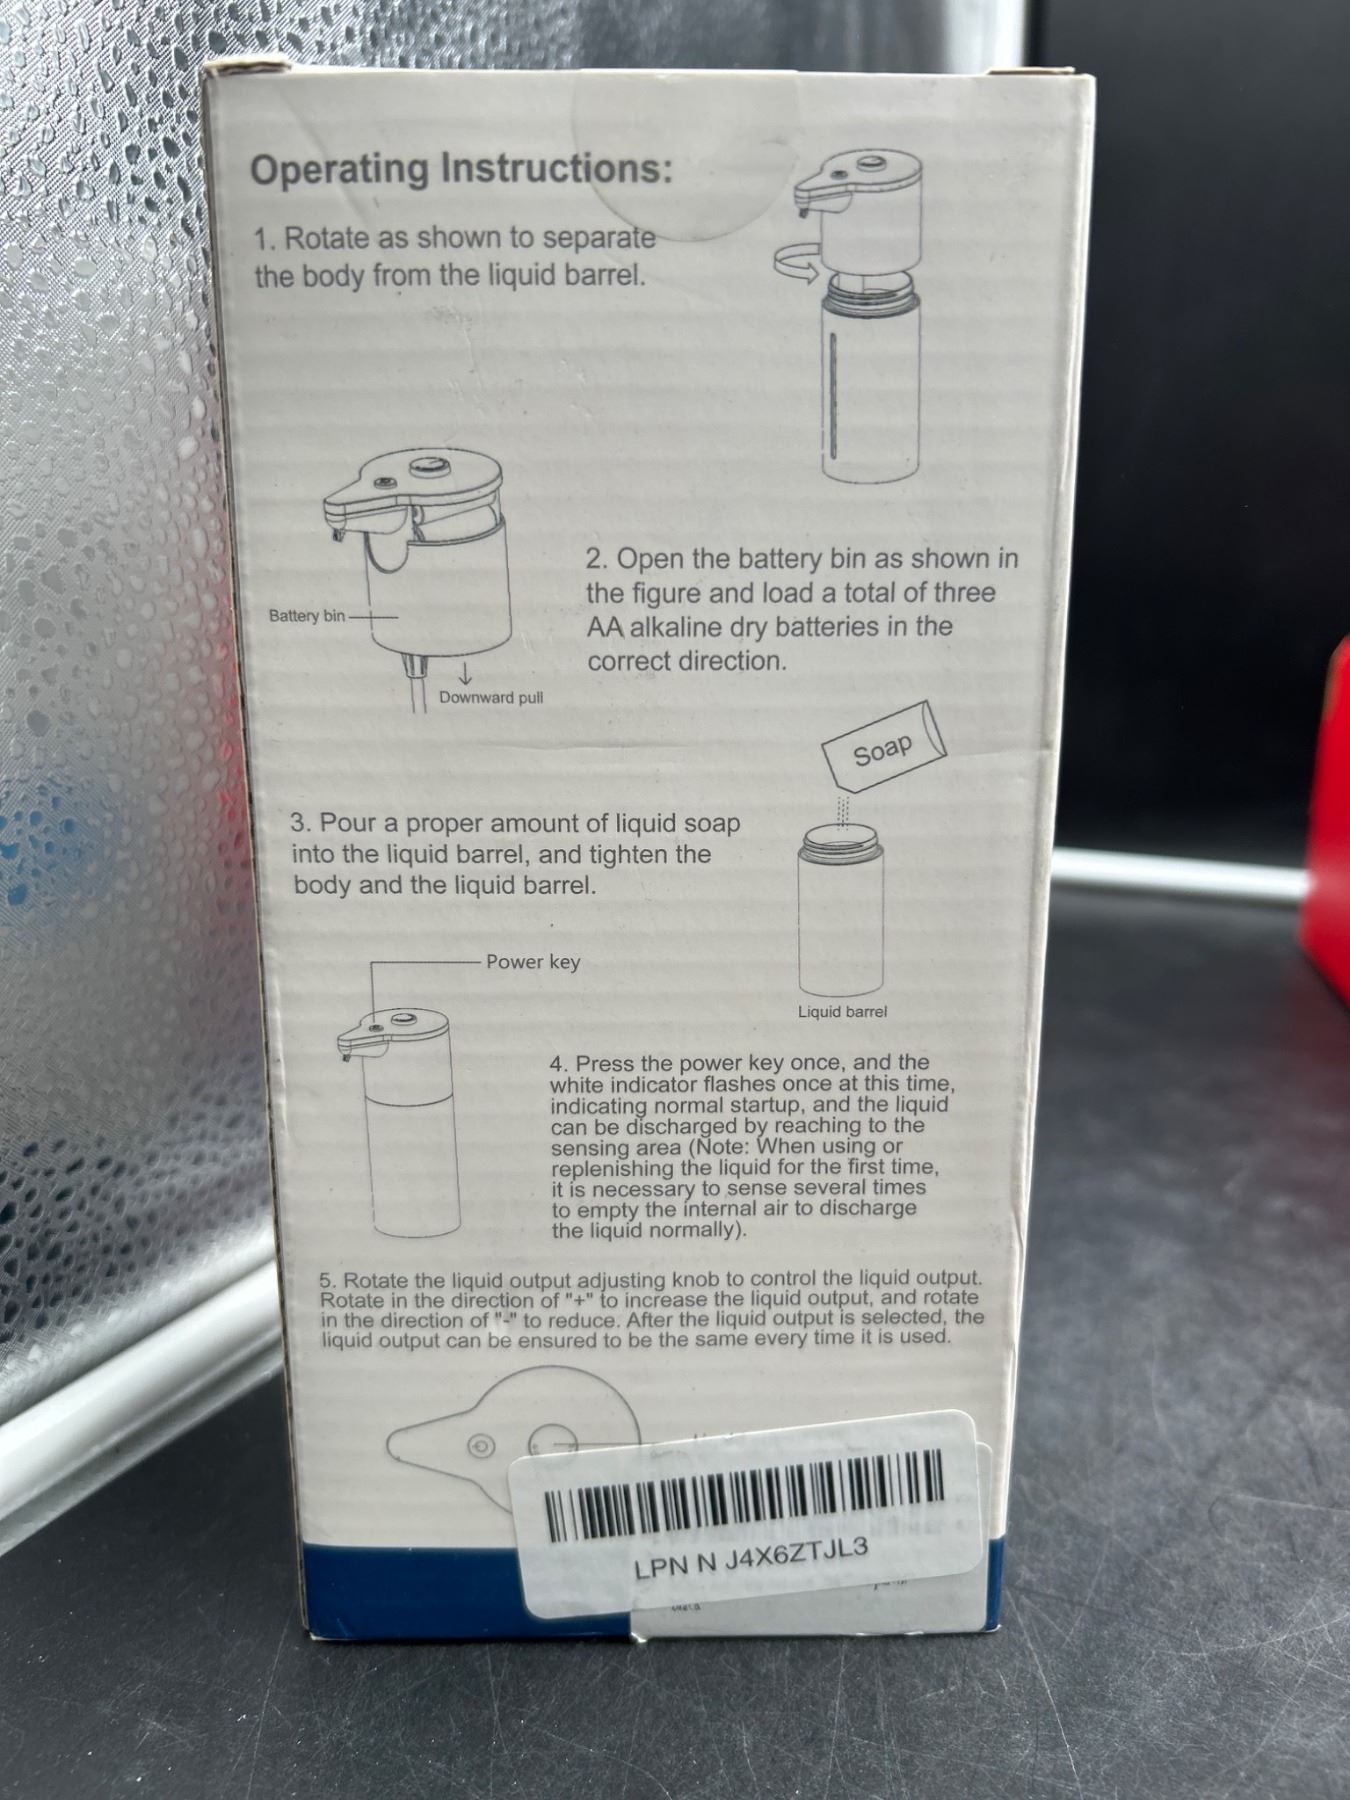 Operating Instructions:
1. Rotate as shown to separate
the body from the liquid barrel.
2. Open the battery bin as shown in
the figure and load a total of three
AA alkaline dry batteries in the
correct direction.
Battery bin
Downward pull
Soap
3. Pour a proper amount of liquid soap
into the liquid barrel, and tighten the
body and the liquid barrel.
Liquid barrel
Power key
4. Press the power key once, and the
white indicator flashes once at this time,
indicating normal startup, and the liquid
can be discharged by reaching to the
sensing area (Note: When using or
replenishing the liquid for the first time,
it is necessary to sense several times
to empty the internal air to discharge
the liquid normally).
5. Rotate the liquid output adjusting knob to control the liquid output.
Rotate in the direction of "+" to increase the liquid output, and rotate
in the direction of "-" to reduce. After the liquid output is selected, the
liquid output can be ensured to be the same every time it is used.
LPN N J4X6ZTJL3